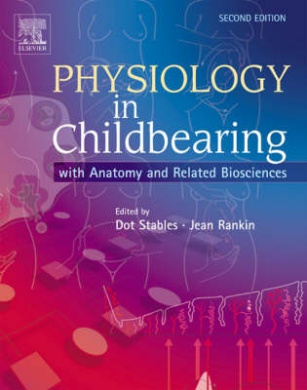 SECOND EDITION
ELSEVIER
PHYSIOLOGY
in
Childbearing
with Anatomy and Related Biosciences
Edited by
Dot Stables · Jean Rankin